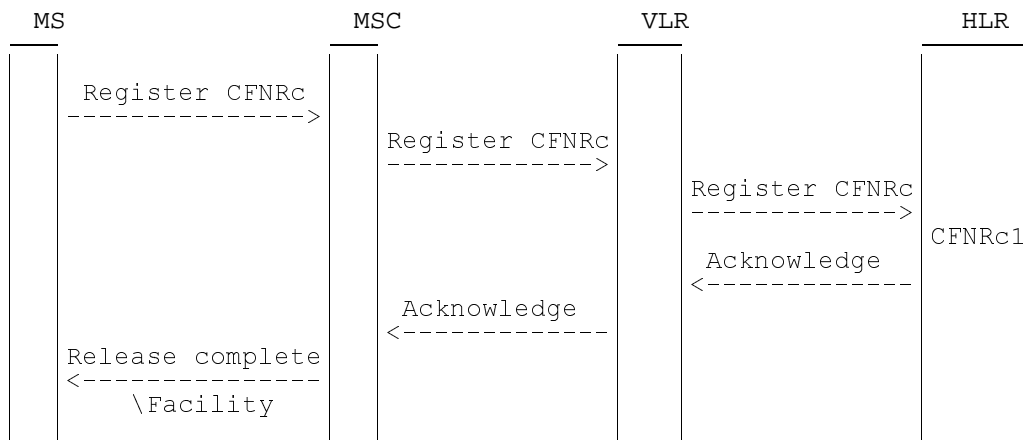 MS MSC VLR HLR
Register CFNRc
--------------->
Register CFNRc
------------->
Register CFNRc
------------->
CFNRc1
Acknowledge
<-------------
Acknowledge
<-------------
Release complete
<---------------
\Facility